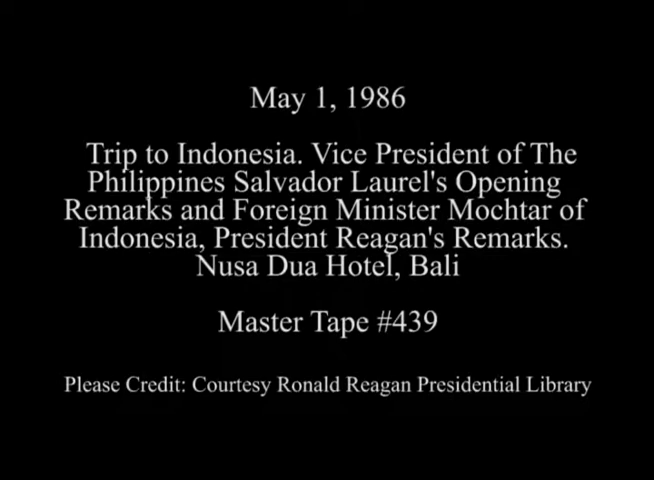 May 1, 1986
Trip to Indonesia. Vice President of The
Philippines Salvador Laurel's Opening
Remarks and Foreign Minister Mochtar of
Indonesia, President Reagan's Remarks.
Nusa Dua Hotel, Bali
Master Tape #439
Please Credit: Courtesy Ronald Reagan Presidential Library